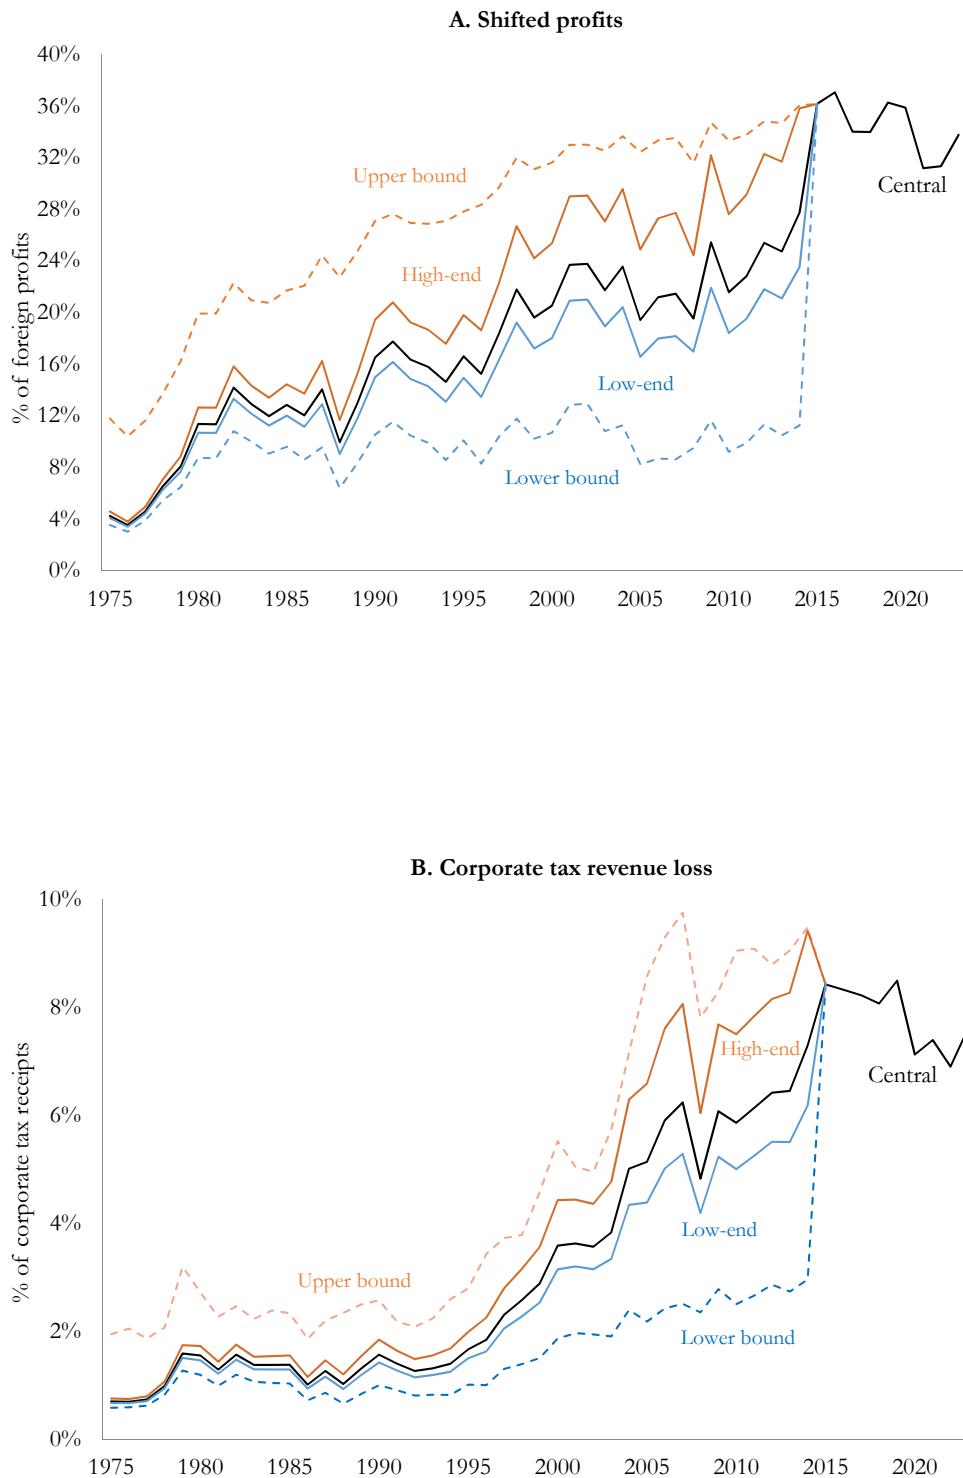 A. Shifted profits
40%
36%
32%
28%
24%
20%
16%
12%
8%
4%
0%
% of foreign profits
Upper bound
High-end
Central
Low-end
Lower bound
1975 1980 1985 1990 1995 2000 2005 2010 2015 2020
B. Corporate tax revenue loss
10%
8%
6%
4%
2%
0%
% of corporate tax receipts
High-end
Central
Low-end
Upper bound
Lower bound
1975 1980 1985 1990 1995 2000 2005 2010 2015 2020